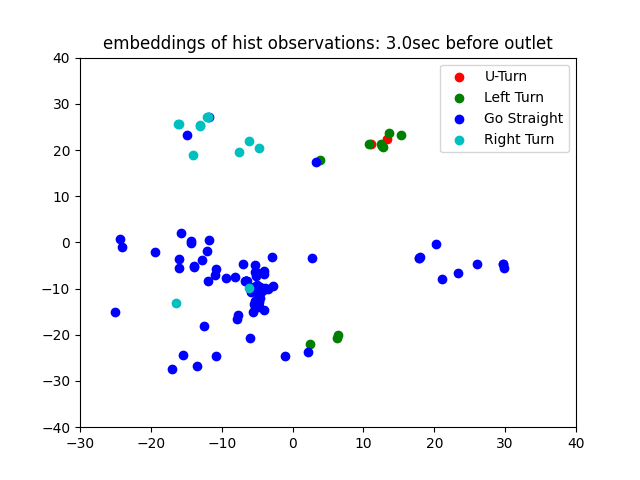 embeddings of hist observations: 3.0sec before outlet
U-Turn
Left Turn
Go Straight
Right Turn
40
30
20
10
0
−10
−20
−30
−40
−30 −20 −10 0 10 20 30 40